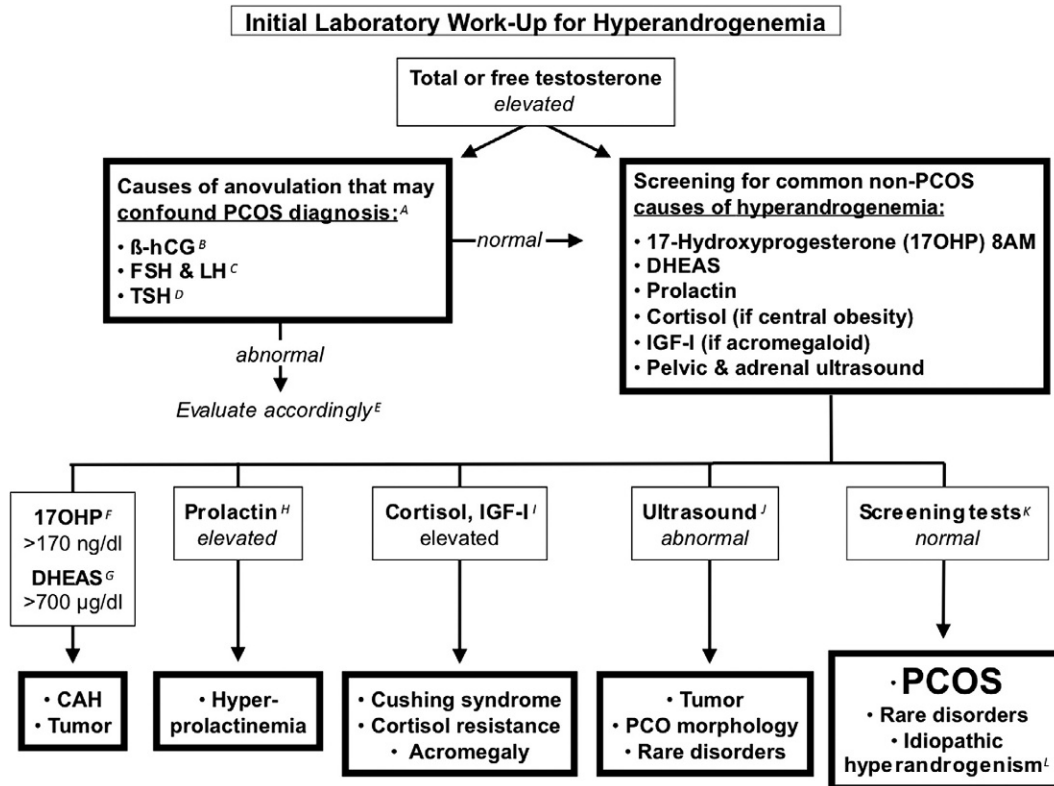 Initial Laboratory Work-Up for Hyperandrogenemia
Total or free testosterone
elevated
Causes of anovulation that may
confound PCOS diagnosis:A
• ß-hCG B
• FSH & LH C
• TSH D
normal
Screening for common non-PCOS
causes of hyperandrogenemia:
• 17-Hydroxyprogesterone (17OHP) 8AM
• DHEAS
• Prolactin
• Cortisol (if central obesity)
• IGF-I (if acromegaloid)
• Pelvic & adrenal ultrasound
abnormal
Evaluate accordinglyE
17OHP F
>170 ng/dl
DHEAS G
>700 µg/dl
Prolactin H
elevated
Cortisol, IGF-I I
elevated
Ultrasound J
abnormal
Screening tests K
normal
• CAH
• Tumor
• Hyper-
prolactinemia
• Cushing syndrome
• Cortisol resistance
• Acromegaly
• Tumor
• PCO morphology
• Rare disorders
• PCOS
• Rare disorders
• Idiopathic
hyperandrogenism L